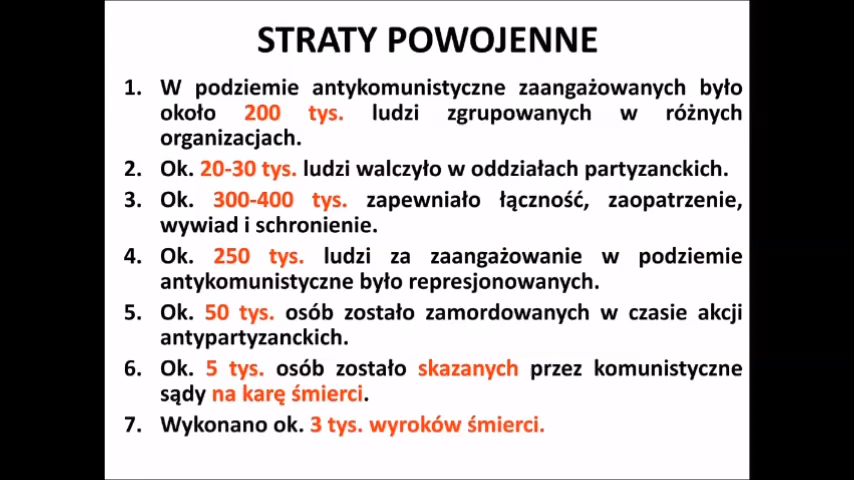 STRATY POWOJENNE
1. W podziemie antykomunistyczne zaangażowanych było
około 200 tys. ludzi zgrupowanych w różnych
organizacjach.
2. Ok. 20-30 tys. ludzi walczyło w oddziałach partyzanckich.
3. Ok. 300-400 tys. zapewniało łączność, zaopatrzenie,
wywiad i schronienie.
4. Ok. 250 tys. ludzi za zaangażowanie w podziemie
antykomunistyczne było represjonowanych.
5. Ok. 50 tys. osób zostało zamordowanych w czasie akcji
antypartyzanckich.
6. Ok. 5 tys. osób zostało skazanych przez komunistyczne
sądy na karę śmierci.
7. Wykonano ok. 3 tys. wyroków śmierci.